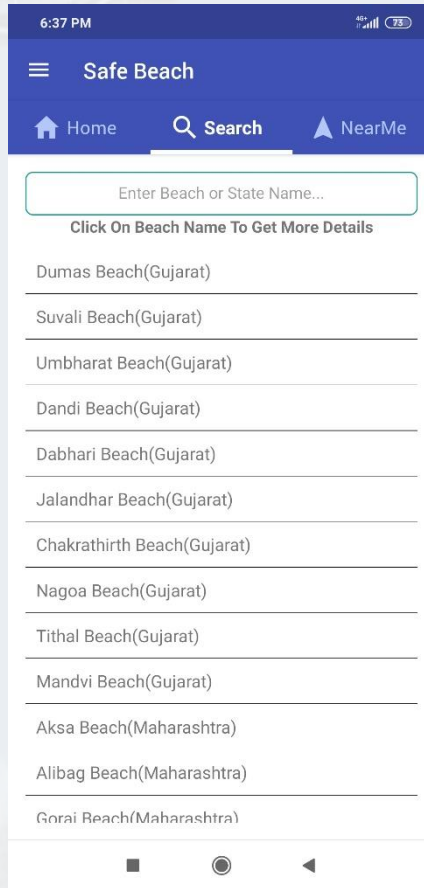 6:37 PM
4G+
73
Safe Beach
Home Search NearMe
Enter Beach or State Name...
Click On Beach Name To Get More Details
Dumas Beach(Gujarat)
Suvali Beach(Gujarat)
Umbharat Beach(Gujarat)
Dandi Beach(Gujarat)
Dabhari Beach(Gujarat)
Jalandhar Beach(Gujarat)
Chakrathirth Beach(Gujarat)
Nagoa Beach(Gujarat)
Tithal Beach(Gujarat)
Mandvi Beach(Gujarat)
Aksa Beach(Maharashtra)
Alibag Beach(Maharashtra)
Gorai Beach(Maharashtra)